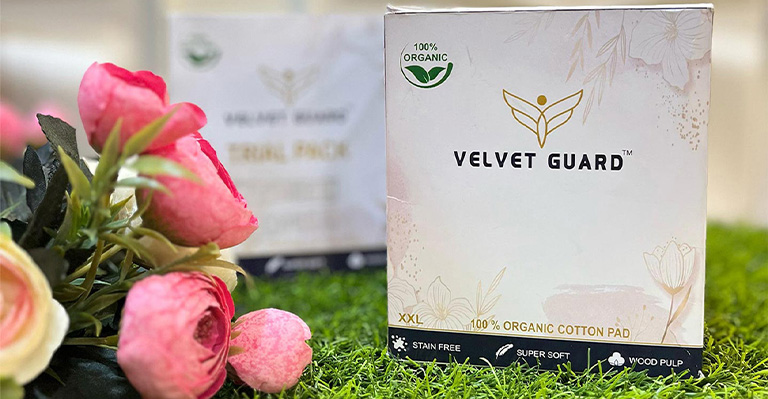 100%
ORGANIC
VELVET GUARD™
XXL
100% ORGANIC COTTON PAD
STAIN FREE
SUPER SOFT
WOOD PULP
VELVET GUARD
TRIAL PACK